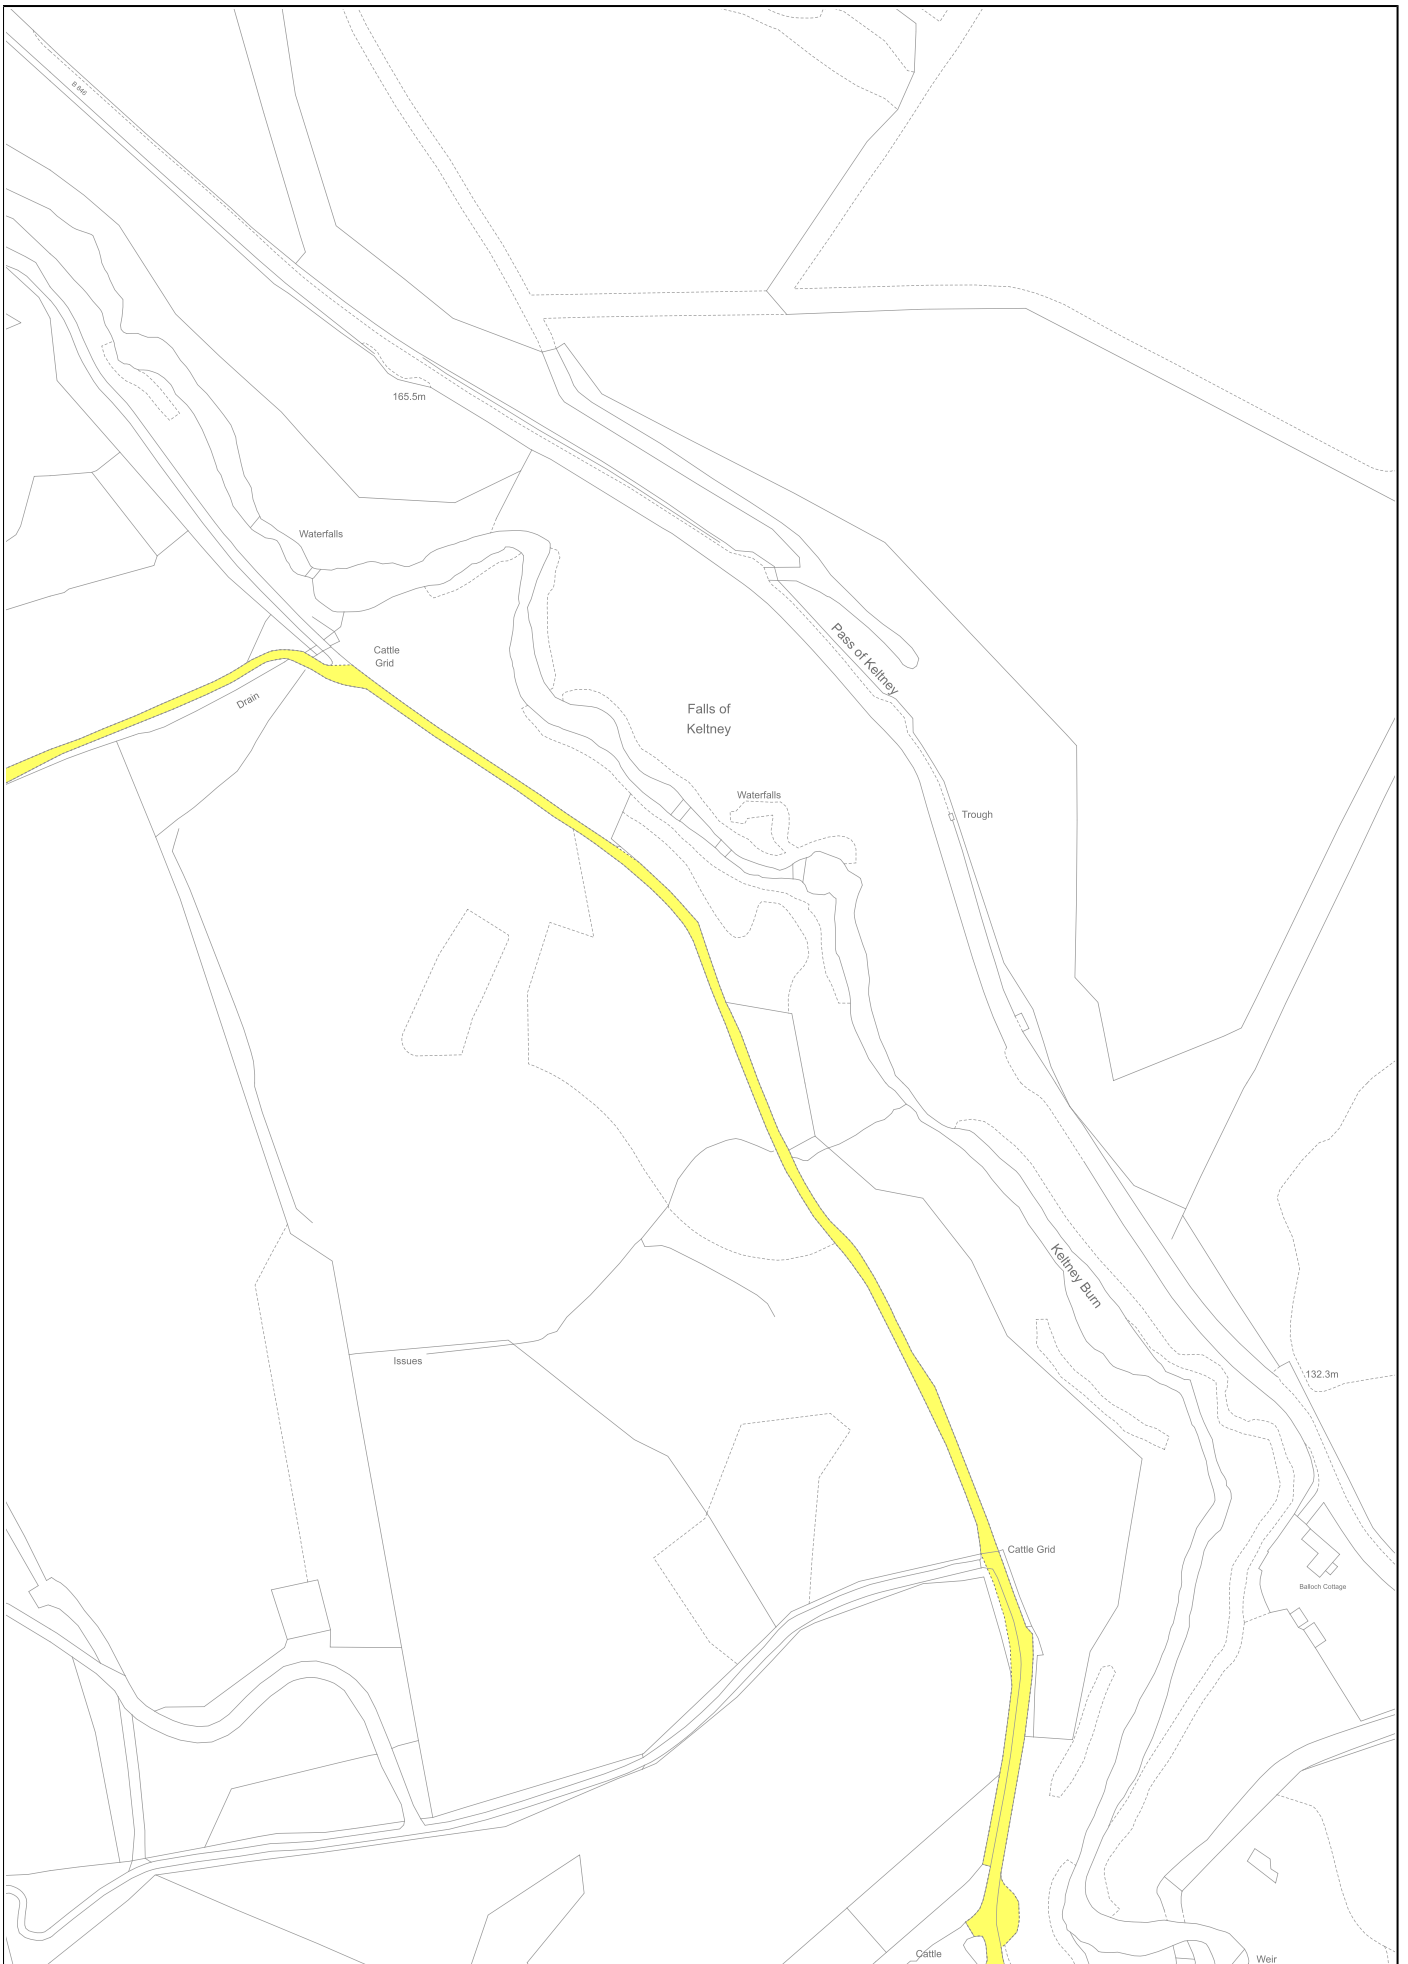 B 846
165.5m
Waterfalls
Cattle
Grid
Drain
Pass of Keltney
Falls of
Keltney
Waterfalls
Trough
Keltney Burn
Issues
132.3m
Cattle Grid
Balloch Cottage
Cattle
Weir